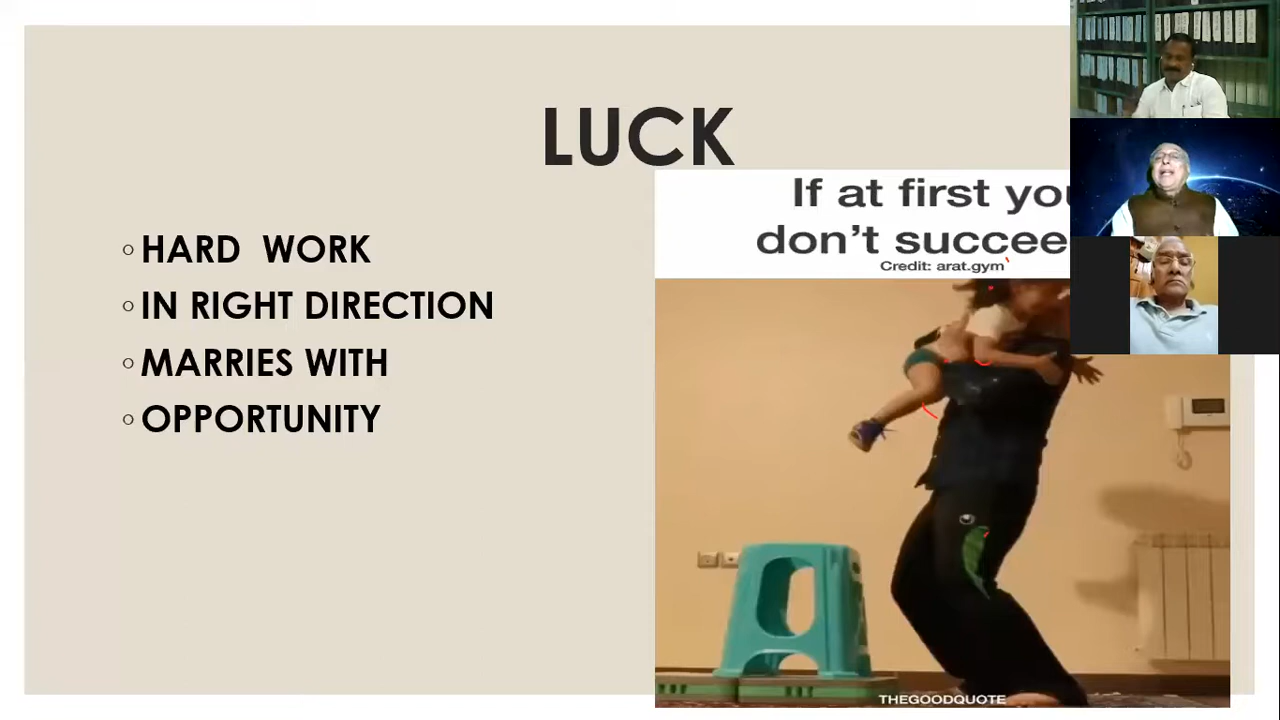 LUCK
HARD WORK
IN RIGHT DIRECTION
MARRIES WITH
OPPORTUNITY
If at first you
don't succee
Credit: arat.gym
THEGOODQUOTE